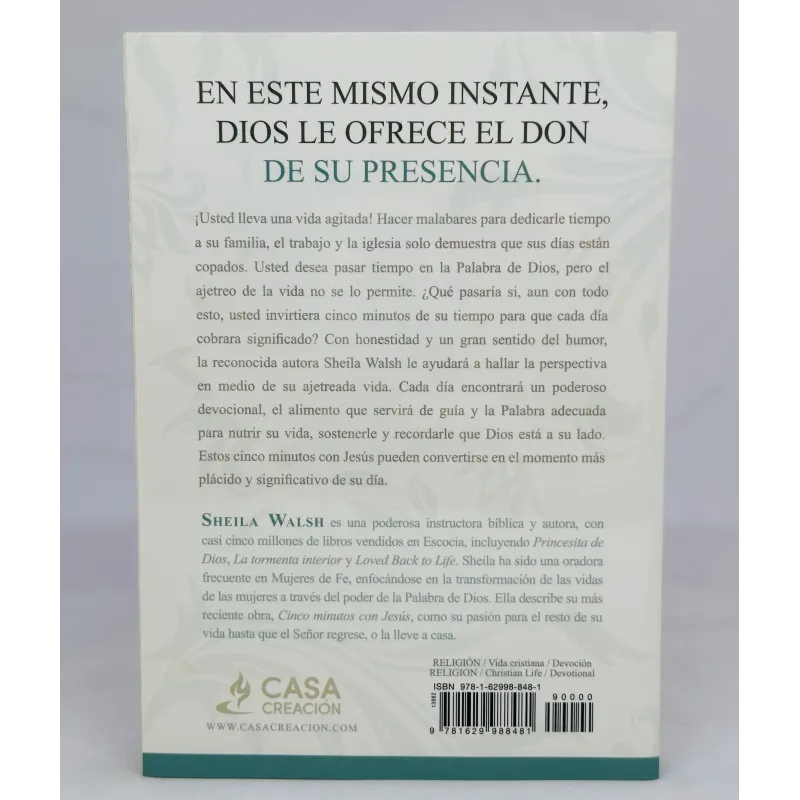 EN ESTE MISMO INSTANTE,
DIOS LE OFRECE EL DON
DE SU PRESENCIA.
¡Usted lleva una vida agitada! Hacer malabares para dedicarle tiempo
a su familia, el trabajo y la iglesia solo demuestra que sus días están
copados. Usted desea pasar tiempo en la Palabra de Dios, pero el
ajetreo de la vida no se lo permite. ¿Qué pasaría si, aun con todo
esto, usted invirtiera cinco minutos de su tiempo para que cada día
cobrara significado? Con honestidad y un gran sentido del humor,
la reconocida autora Sheila Walsh le ayudará a hallar la perspectiva
en medio de su ajetreada vida. Cada día encontrará un poderoso
devocional, el alimento que servirá de guía y la Palabra adecuada
para nutrir su vida, sostenerle y recordarle que Dios está a su lado.
Estos cinco minutos con Jesús pueden convertirse en el momento más
plácido y significativo de su día.
SHEILA WALSH es una poderosa instructora bíblica y autora, con
casi cinco millones de libros vendidos en Escocia, incluyendo Princesita de
Dios, La tormenta interior y Loved Back to Life. Sheila ha sido una oradora
frecuente en Mujeres de Fe, enfocándose en la transformación de las vidas
de las mujeres a través del poder de la Palabra de Dios. Ella describe su más
reciente obra, Cinco minutos con Jesús, como su pasión para el resto de su
vida hasta que el Señor regrese, o la lleve a casa.
RELIGIÓN / Vida cristiana / Devoción
RELIGION / Christian Life / Devotional
ISBN 978-1-62998-848-1
90000
13982
9 781629 988481
CASA
CREACIÓN
WWW.CASACREACION.COM